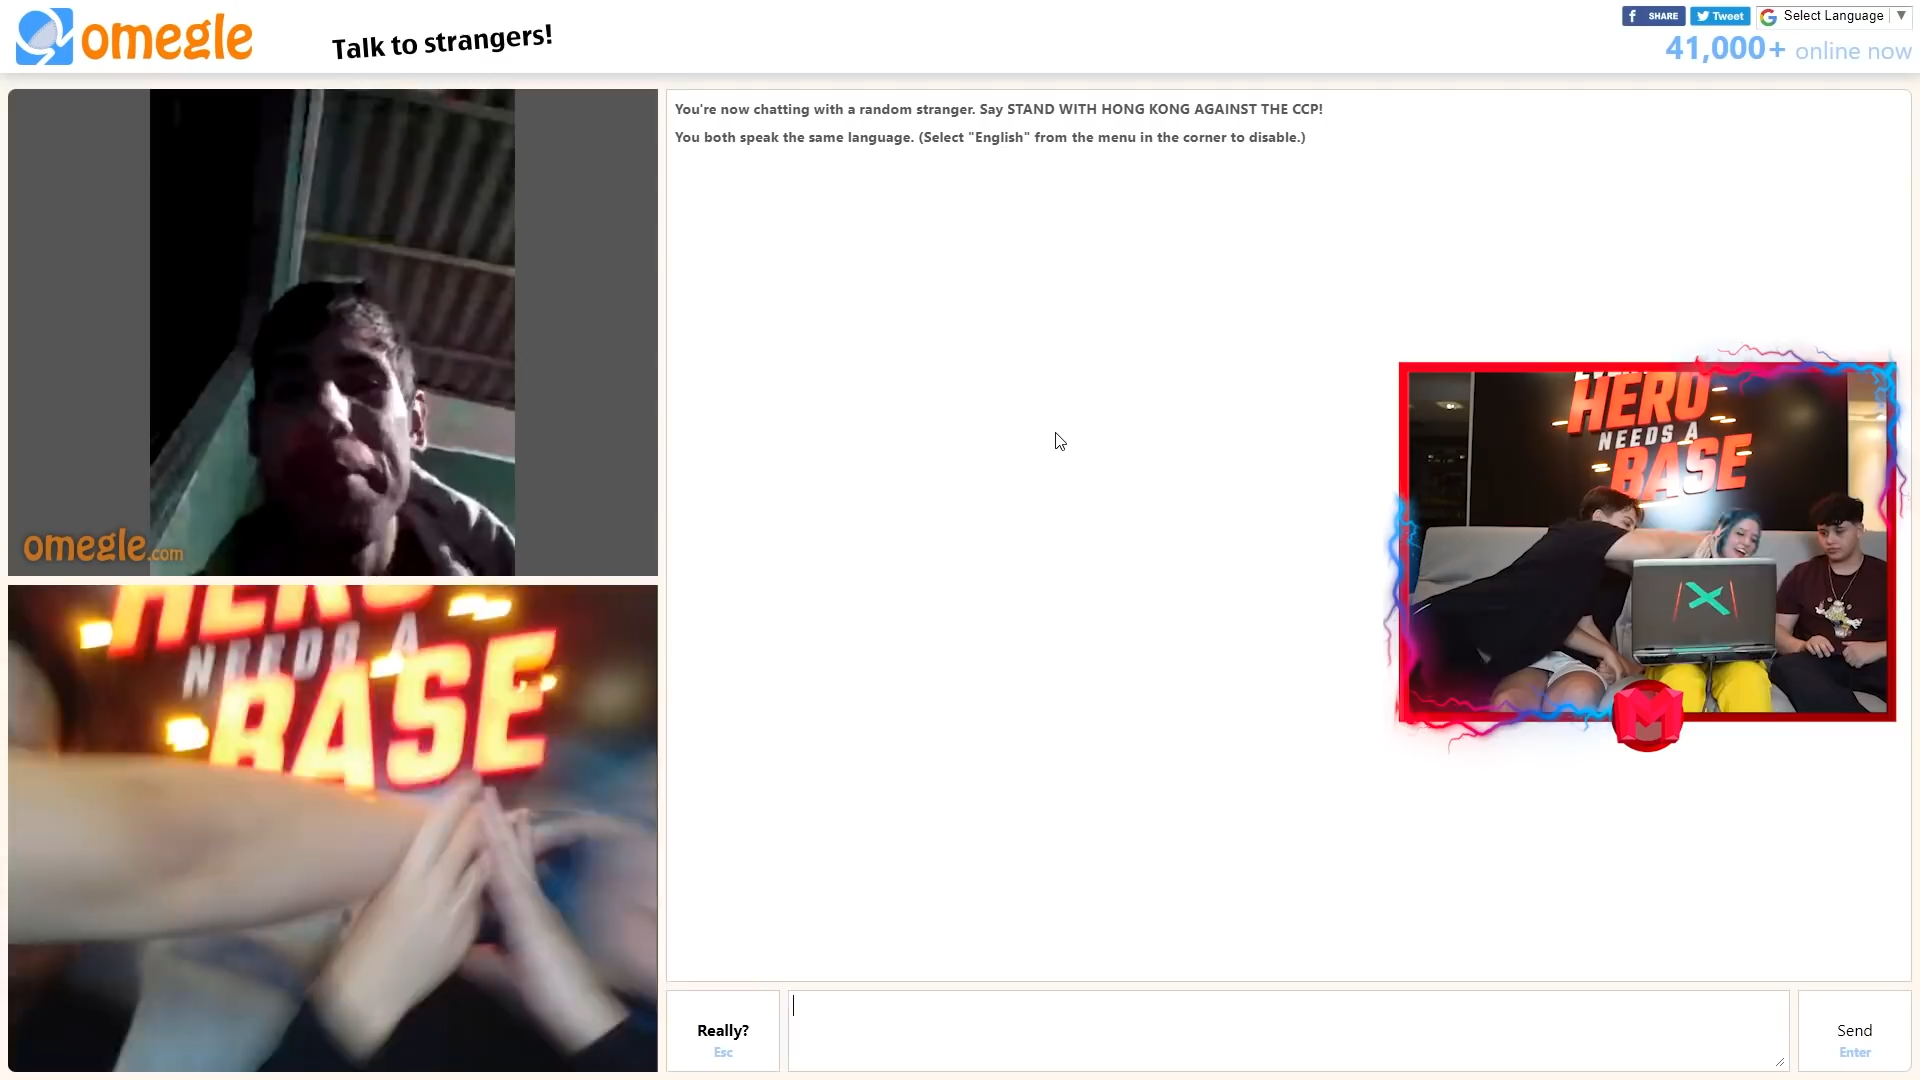 omegle
Talk to strangers!
SHARE
Tweet
Select Language
41,000+ online now
You're now chatting with a random stranger. Say STAND WITH HONG KONG AGAINST THE CCP!
You both speak the same language. (Select "English" from the menu in the corner to disable.)
omegle.com
HERO
NEEDS A
BASE
HERO
NEEDS A
BASE
Really?
Esc
Send
Enter